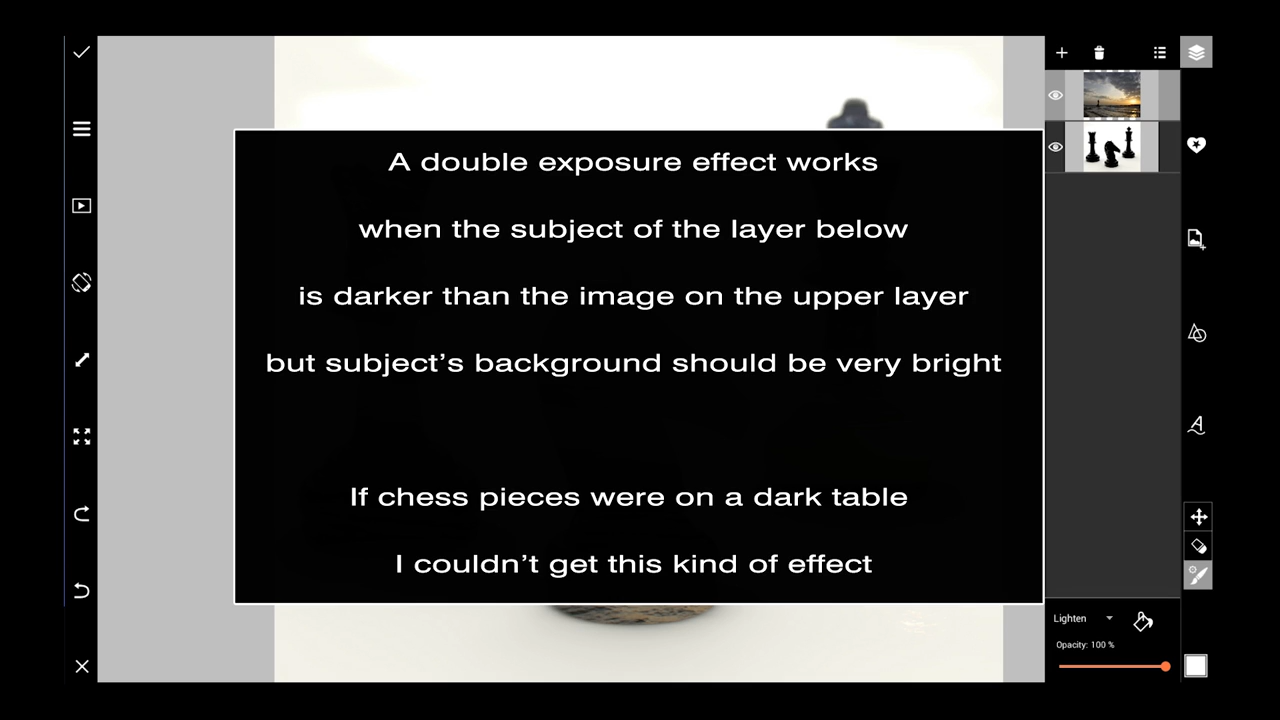 A double exposure effect works
when the subject of the layer below
is darker than the image on the upper layer
but subject's background should be very bright
If chess pieces were on a dark table
I couldn't get this kind of effect
Lighten
Opacity: 100 %